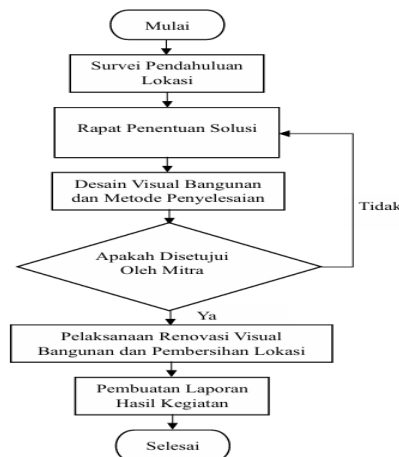 Mulai
Survei Pendahuluan
Lokasi
Rapat Penentuan Solusi
Desain Visual Bangunan
dan Metode Penyelesaian
Tidak
Apakah Disetujui
Oleh Mitra
Ya
Pelaksanaan Renovasi Visual
Bangunan dan Pembersihan Lokasi
Pembuatan Laporan
Hasil Kegiatan
Selesai